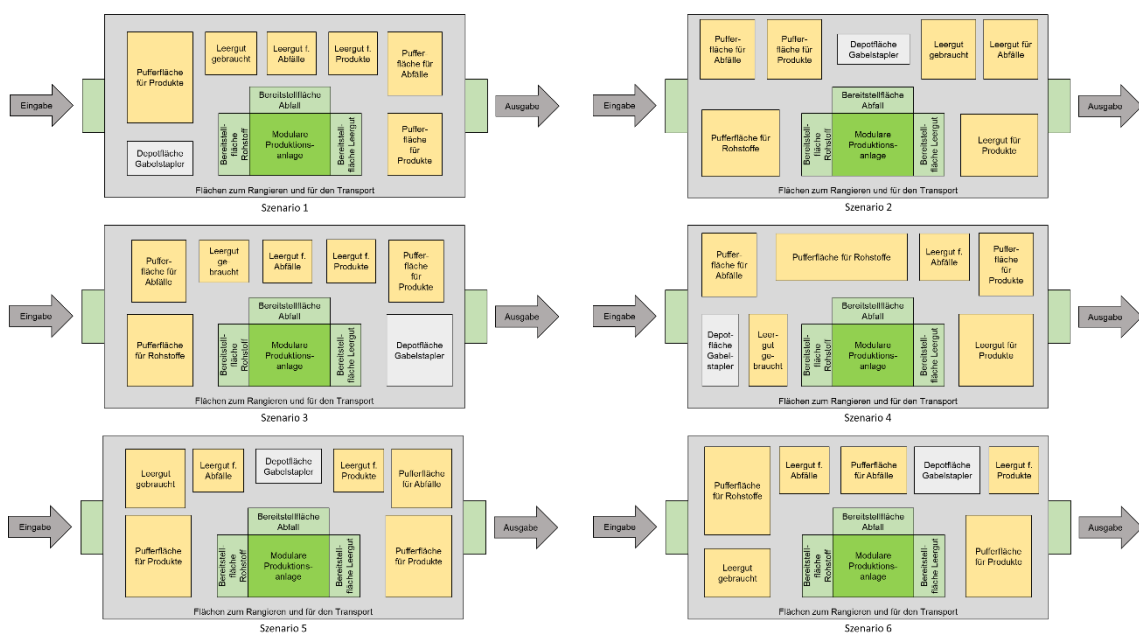 Eingabe
Pufferfläche
für Produkte
Leergut
gebraucht
Leergut f.
Abfälle
Leergut f.
Produkte
Puffer
fläche für
Abfälle
Depotfläche
Gabelstapler
Bereitstellfläche
Abfall
Bereitstell-
fläche
Rohstoff
Modulare
Produktions-
anlage
Bereitstell-
fläche Leergut
Puffer-
fläche
für
Produkte
Flächen zum Rangieren und für den Transport
Ausgabe
Szenario 1
Eingabe
Puffer-
fläche für
Abfälle
Puffer-
fläche für
Produkte
Depotfläche
Gabelstapler
Leergut
gebraucht
Leergut für
Abfälle
Pufferfläche für
Rohstoffe
Bereitstellfläche
Abfall
Bereitstell-
fläche
Rohstoff
Modulare
Produktions-
anlage
Bereitstell-
fläche Leergut
Leergut für
Produkte
Flächen zum Rangieren und für den Transport
Ausgabe
Szenario 2
Eingabe
Puffer-
fläche für
Abfälle
Leergut
ge-
braucht
Leergut f.
Abfälle
Leergut f.
Produkte
Puffer-
fläche
für
Produkte
Pufferfläche
für Rohstoffe
Bereitstellfläche
Abfall
Bereitstell-
fläche
Rohstoff
Modulare
Produktions-
anlage
Bereitstell-
fläche Leergut
Depotfläche
Gabelstapler
Flächen zum Rangieren und für den Transport
Ausgabe
Szenario 3
Eingabe
Puffer-
fläche für
Abfälle
Pufferfläche für Rohstoffe
Leergut
f. Abfälle
Puffer-
fläche
für
Produkte
Depot-
fläche
Gabel-
stapler
Leer-
gut
ge-
braucht
Bereitstellfläche
Abfall
Bereitstell-
fläche
Rohstoff
Modulare
Produktions-
anlage
Bereitstell-
fläche Leergut
Leergut für
Produkte
Flächen zum Rangieren und für den Transport
Ausgabe
Szenario 4
Eingabe
Leergut
gebraucht
Leergut f.
Abfälle
Depotfläche
Gabelstapler
Leergut f.
Produkte
Pufferfläche
für Abfälle
Pufferfläche
für Produkte
Bereitstellfläche
Abfall
Bereitstell-
fläche
Rohstoff
Modulare
Produktions-
anlage
Bereitstell-
fläche Leergut
Pufferfläche
für Produkte
Flächen zum Rangieren und für den Transport
Ausgabe
Szenario 5
Eingabe
Pufferfläche
für Rohstoffe
Leergut f.
Abfälle
Pufferfläche
für Abfälle
Depotfläche
Gabelstapler
Leergut f.
Produkte
Leergut
gebraucht
Bereitstellfläche
Abfall
Bereitstell-
fläche
Rohstoff
Modulare
Produktions-
anlage
Bereitstell-
fläche Leergut
Pufferfläche
für Produkte
Flächen zum Rangieren und für den Transport
Ausgabe
Szenario 6